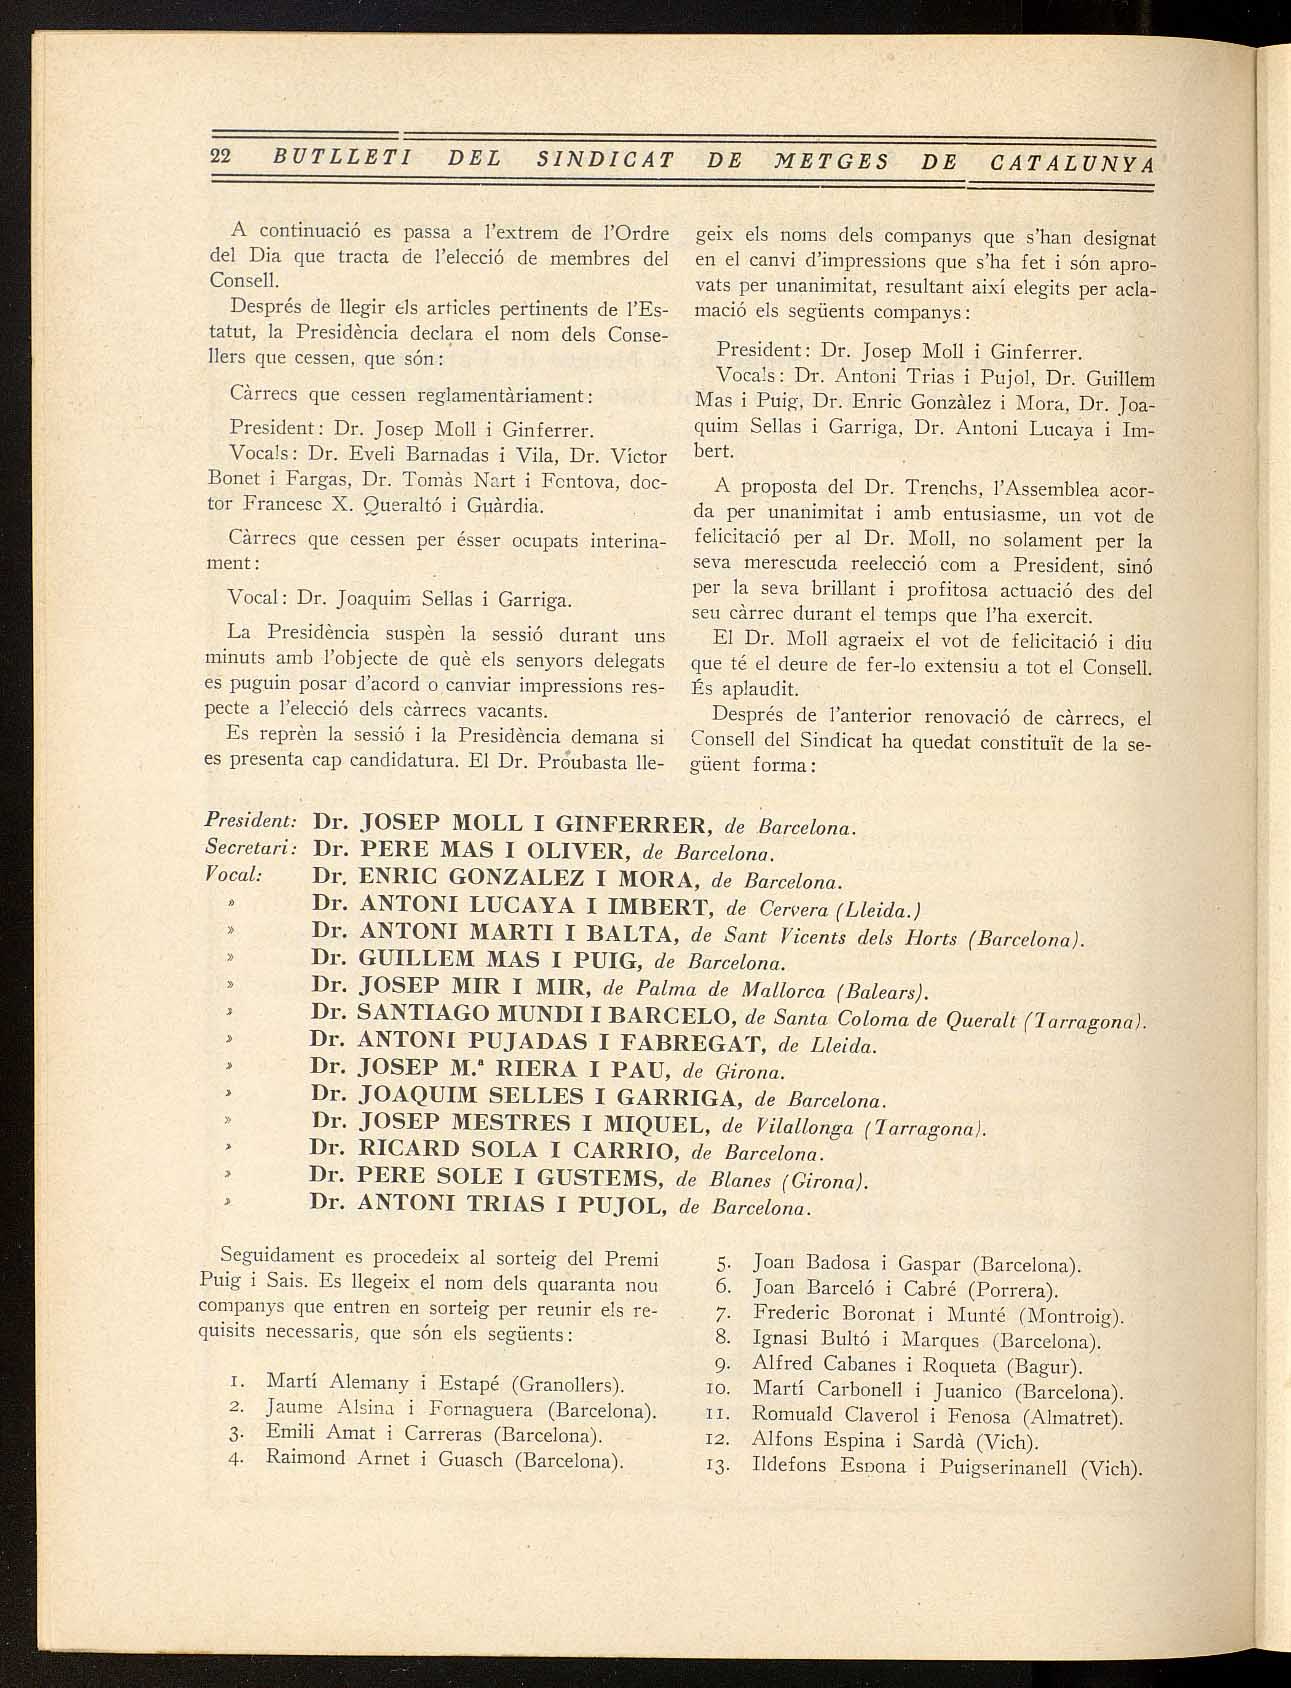 22 BUTLLETI DEL SINDICAT DE METGES DE CATALUNYA
A continuació es passa a l'extrem de l'Ordre
del Dia que tracta de l'elecció de membres del
Consell.
Després de llegir els articles pertinents de l'Es-
tatut, la Presidència declara el nom dels Conse-
llers que cessen, que són:
Càrrecs que cessen reglamentàriament:
President: Dr. Josep Moll i Ginferrer.
Vocals: Dr. Eveli Barnadas i Vila, Dr. Víctor
Bonet i Fargas, Dr. Tomàs Nart i Fontova, doc-
tor Francesc X. Queraltó i Guàrdia.
Càrrecs que cessen per ésser ocupats interina-
ment:
Vocal: Dr. Joaquim Sellas i Garriga.
La Presidència suspèn la sessió durant uns
minuts amb l'objecte de què els senyors delegats
es puguin posar d'acord o canviar impressions res-
pecte a l'elecció dels càrrecs vacants.
Es reprèn la sessió i la Presidència demana si
es presenta cap candidatura. El Dr. Proubasta lle-
geix els noms dels companys que s'han designat
en el canvi d'impressions que s'ha fet i són apro-
vats per unanimitat, resultant així elegits per acla-
mació els següents companys:
President: Dr. Josep Moll i Ginferrer.
Vocals: Dr. Antoni Trias i Pujol, Dr. Guillem
Mas i Puig, Dr. Enric Gonzàlez i Mora, Dr. Joa-
quim Sellas i Garriga, Dr. Antoni Lucaya i Im-
bert.
A proposta del Dr. Trenchs, l'Assemblea acor-
da per unanimitat i amb entusiasme, un vot de
felicitació per al Dr. Moll, no solament per la
seva merescuda reelecció com a President, sinó
per la seva brillant i profitosa actuació des del
seu càrrec durant el temps que l'ha exercit.
El Dr. Moll agraeix el vot de felicitació i diu
que té el deure de fer-lo extensiu a tot el Consell.
És aplaudit.
Després de l'anterior renovació de càrrecs, el
Consell del Sindicat ha quedat constituït de la se-
güent forma:
President: Dr. JOSEP MOLL I GINFERRER, de Barcelona.
Secretari: Dr. PERE MAS I OLIVER, de Barcelona.
Vocal: Dr. ENRIC GONZALEZ I MORA, de Barcelona.
» Dr. ANTONI LUCAYA I IMBERT, de Cervera (Lleida.)
» Dr. ANTONI MARTI I BALTA, de Sant Vicents dels Horts (Barcelona).
» Dr. GUILLEM MAS I PUIG, de Barcelona.
» Dr. JOSEP MIR I MIR, de Palma de Mallorca (Balears).
» Dr. SANTIAGO MUNDI I BARCELO, de Santa Coloma de Queralt (Tarragona).
» Dr. ANTONI PUJADAS I FABREGAT, de Lleida.
» Dr. JOSEP M.ª RIERA I PAU, de Girona.
» Dr. JOAQUIM SELLES I GARRIGA, de Barcelona.
» Dr. JOSEP MESTRES I MIQUEL, de Vilallonga (Tarragona).
» Dr. RICARD SOLA I CARRIO, de Barcelona.
» Dr. PERE SOLE I GUSTEMS, de Blanes (Girona).
» Dr. ANTONI TRIAS I PUJOL, de Barcelona.
Seguidament es procedeix al sorteig del Premi
Puig i Sais. Es llegeix el nom dels quaranta nou
companys que entren en sorteig per reunir els re-
quisits necessaris, que són els següents:
1. Martí Alemany i Estapé (Granollers).
2. Jaume Alsina i Fornaguera (Barcelona).
3. Emili Amat i Carreras (Barcelona).
4. Raimond Arnet i Guasch (Barcelona).
5. Joan Badosa i Gaspar (Barcelona).
6. Joan Barceló i Cabré (Porrera).
7. Frederic Boronat i Munté (Montroig).
8. Ignasi Bultó i Marques (Barcelona).
9. Alfred Cabanes i Roqueta (Bagur).
10. Martí Carbonell i Juanico (Barcelona).
11. Romuald Claverol i Fenosa (Almatret).
12. Alfons Espina i Sardà (Vich).
13. Ildefons Espona i Puigserinanell (Vich).